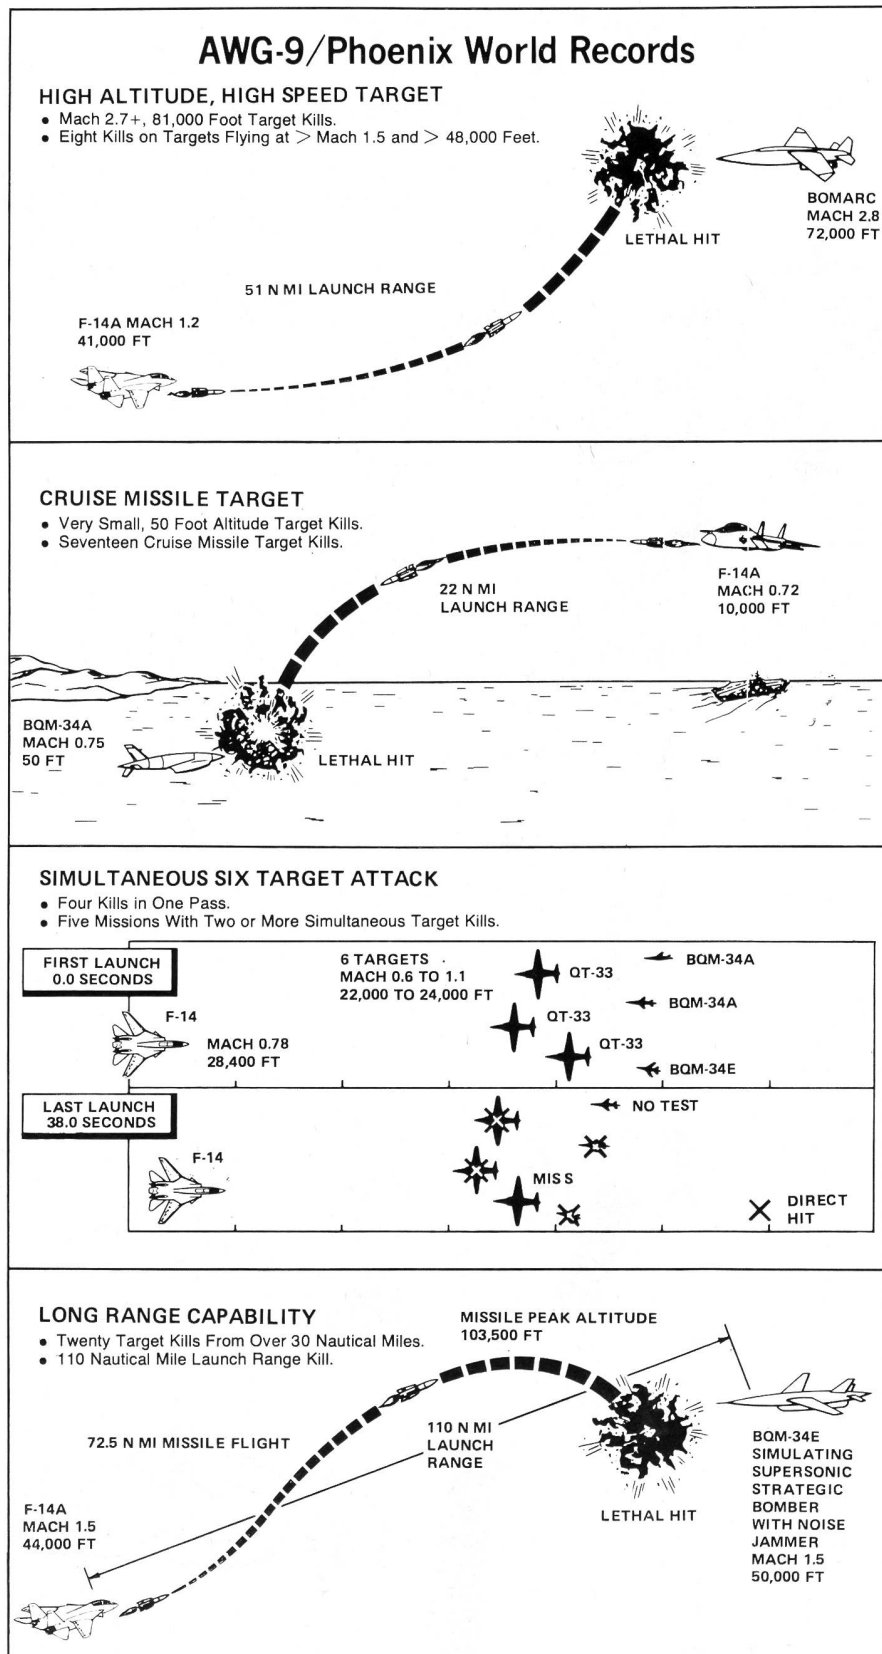 AWG-9/Phoenix World Records
HIGH ALTITUDE, HIGH SPEED TARGET
• Mach 2.7+, 81,000 Foot Target Kills.
• Eight Kills on Targets Flying at > Mach 1.5 and > 48,000 Feet.
BOMARC
MACH 2.8
72,000 FT
LETHAL HIT
51 N MI LAUNCH RANGE
F-14A MACH 1.2
41,000 FT
CRUISE MISSILE TARGET
• Very Small, 50 Foot Altitude Target Kills.
• Seventeen Cruise Missile Target Kills.
22 N MI
LAUNCH RANGE
F-14A
MACH 0.72
10,000 FT
BQM-34A
MACH 0.75
50 FT
LETHAL HIT
SIMULTANEOUS SIX TARGET ATTACK
• Four Kills in One Pass.
• Five Missions With Two or More Simultaneous Target Kills.
FIRST LAUNCH
0.0 SECONDS
6 TARGETS
MACH 0.6 TO 1.1
22,000 TO 24,000 FT
QT-33
BQM-34A
BQM-34A
F-14
MACH 0.78
28,400 FT
QT-33
QT-33
BQM-34E
LAST LAUNCH
38.0 SECONDS
NO TEST
F-14
MISS
DIRECT
HIT
LONG RANGE CAPABILITY
• Twenty Target Kills From Over 30 Nautical Miles.
• 110 Nautical Mile Launch Range Kill.
MISSILE PEAK ALTITUDE
103,500 FT
72.5 N MI MISSILE FLIGHT
110 N MI
LAUNCH
RANGE
LETHAL HIT
BQM-34E
SIMULATING
SUPERSONIC
STRATEGIC
BOMBER
WITH NOISE
JAMMER
MACH 1.5
50,000 FT
F-14A
MACH 1.5
44,000 FT